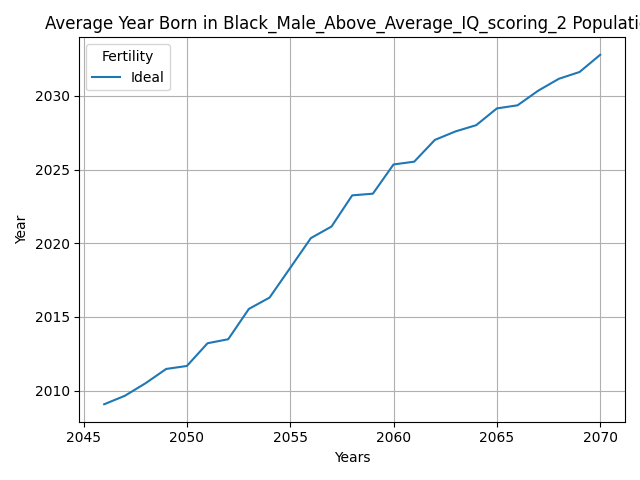 Average Year Born in Black_Male_Above_Average_IQ_scoring_2 Populati
Fertility
Ideal
2030
2025
2020
2015
2010
Year
2045 2050 2055 2060 2065 2070
Years